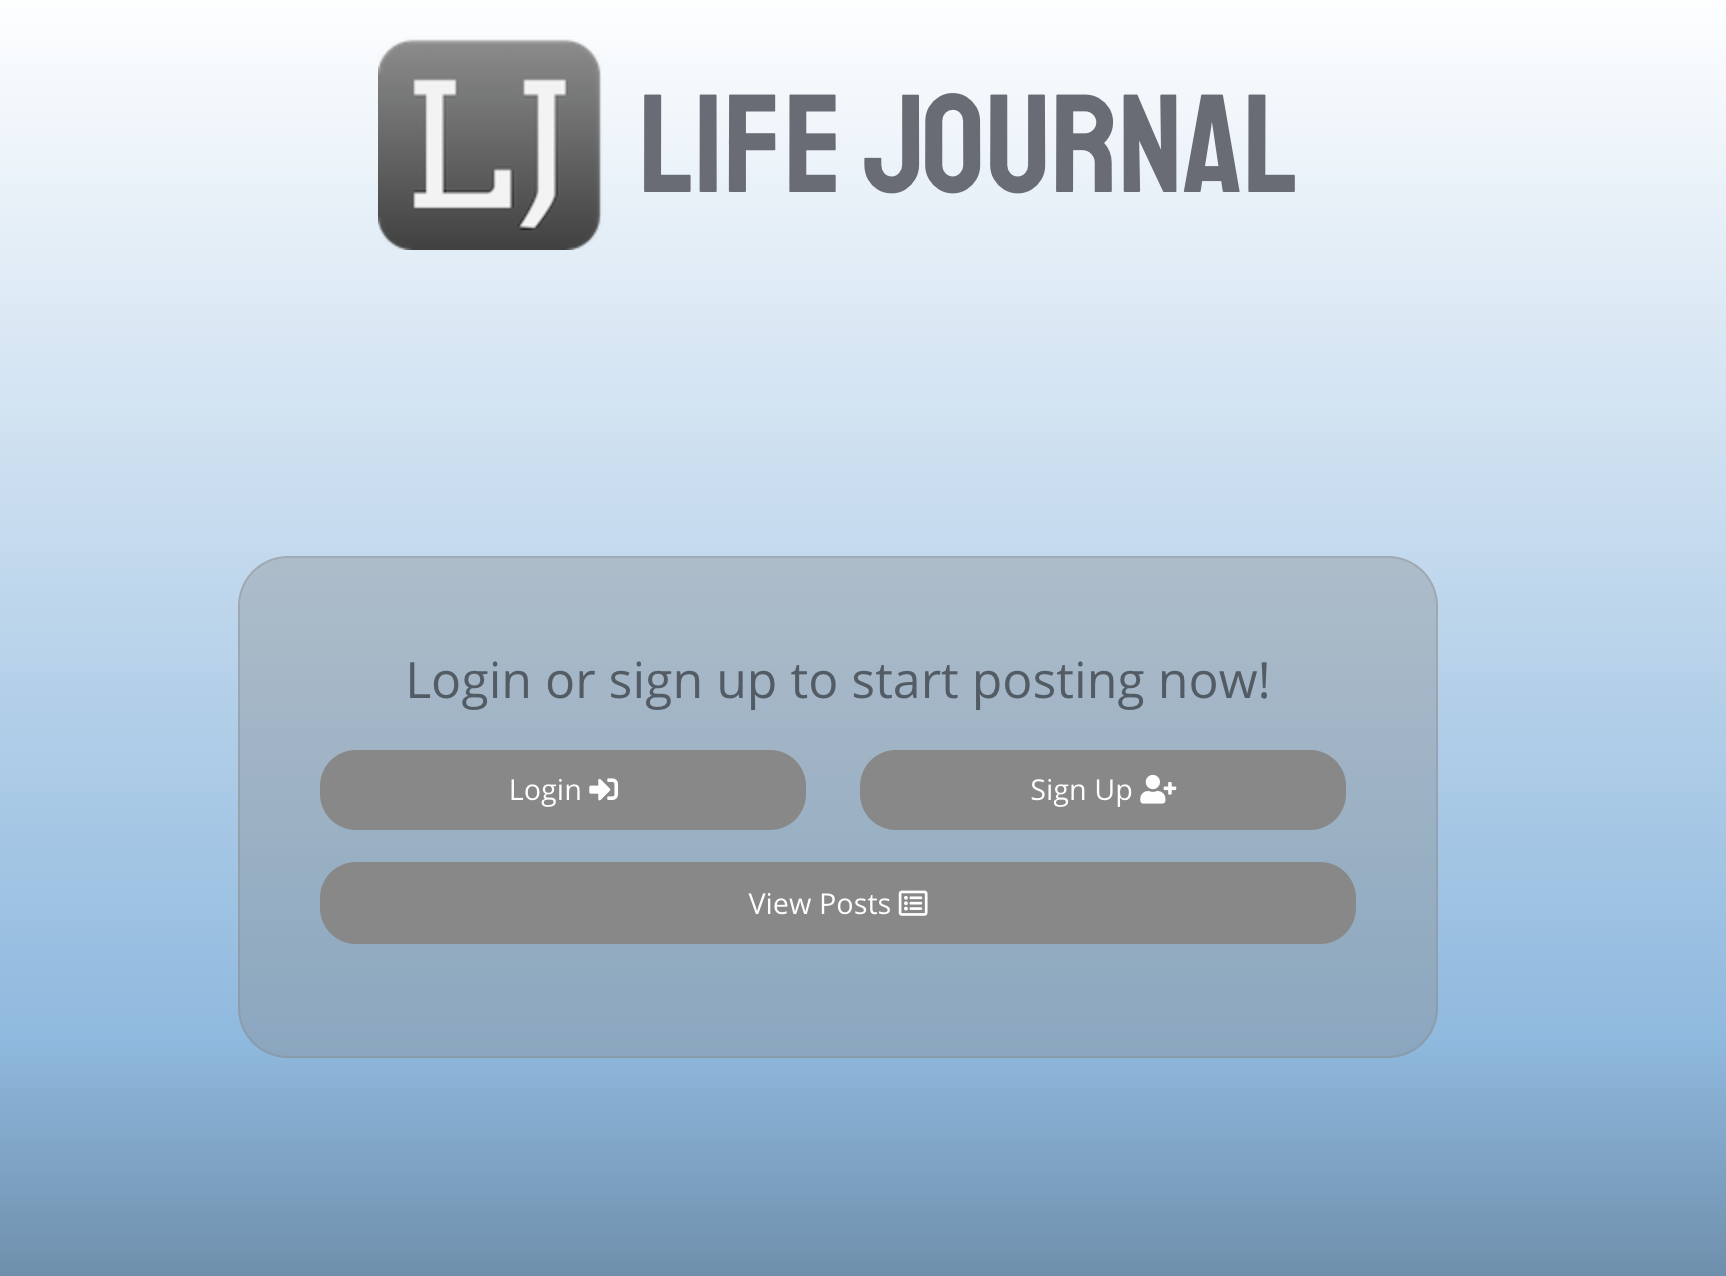 LJ
LIFE JOURNAL
Login or sign up to start posting now!
Login
Sign Up
View Posts